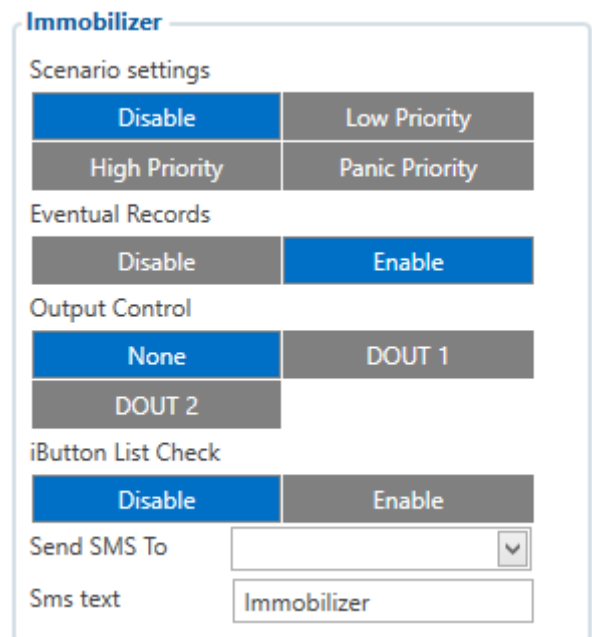 Immobilizer
Scenario settings
Disable Low Priority
High Priority Panic Priority
Eventual Records
Disable Enable
Output Control
None DOUT 1
DOUT 2
iButton List Check
Disable Enable
Send SMS To
Sms text Immobilizer